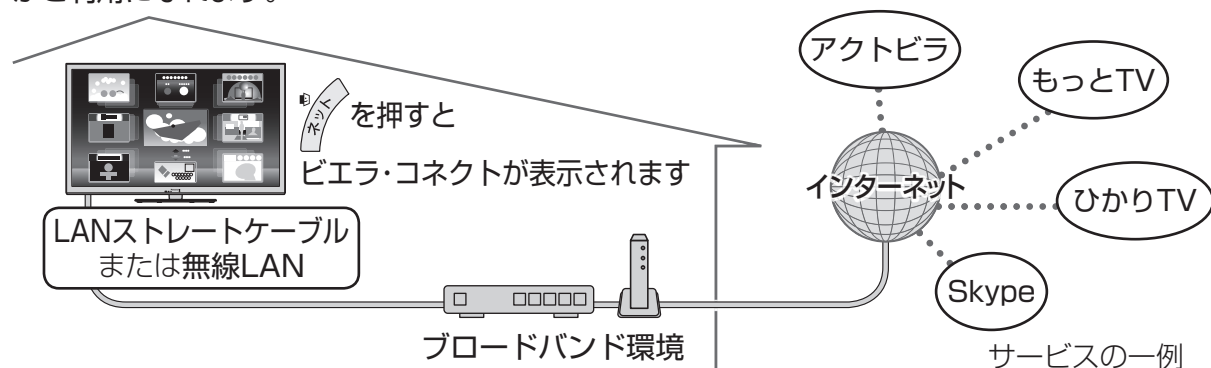 ネット
を押すと
ビエラ・コネクトが表示されます
LANストレートケーブル
または無線LAN
ブロードバンド環境
インターネット
アクトビラ
もっとTV
ひかりTV
Skype
サービスの一例